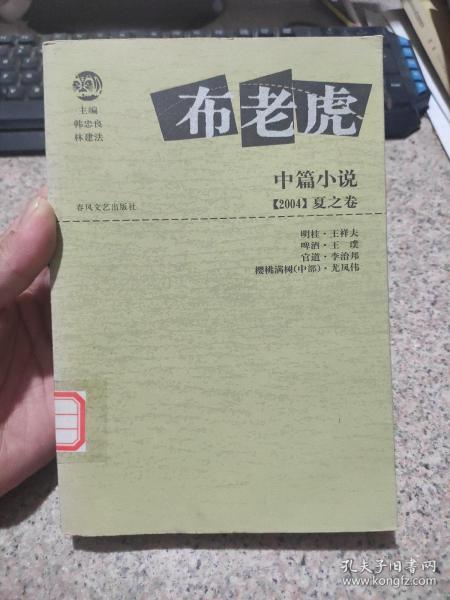 布老虎
主编
韩忠良
林建法
中篇小说
【2004】夏之卷
春风文艺出版社
明桂·王祥夫
啤酒·王璞
官道·李治邦
樱桃满树(中部)·尤凤伟
孔夫子旧书网
www.kongfz.com